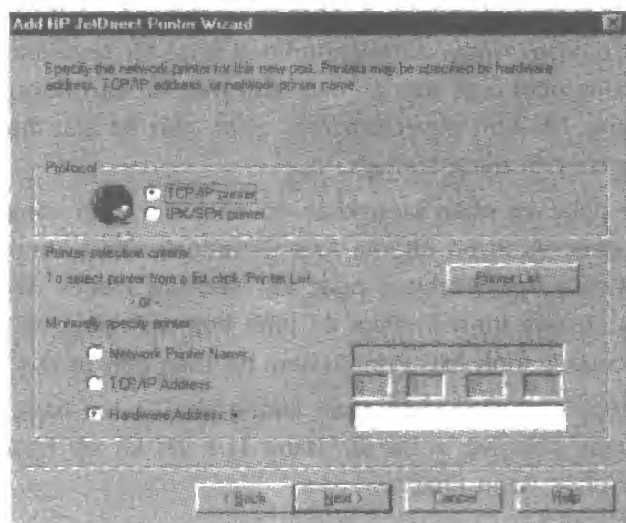 Add HP JetDirect Printer Wizard
Specify the network printer for this new port. Printers may be specified by hardware
address, TCP/IP address, or network printer name.
Protocol
TCP/IP printer
IPX/SPX printer
Printer selection criteria
To select printer from a list click, Printer List
Printer List
- or -
Manually specify printer
Network Printer Name:
TCP/IP Address:
Hardware Address:
< Back
Next >
Cancel
Help